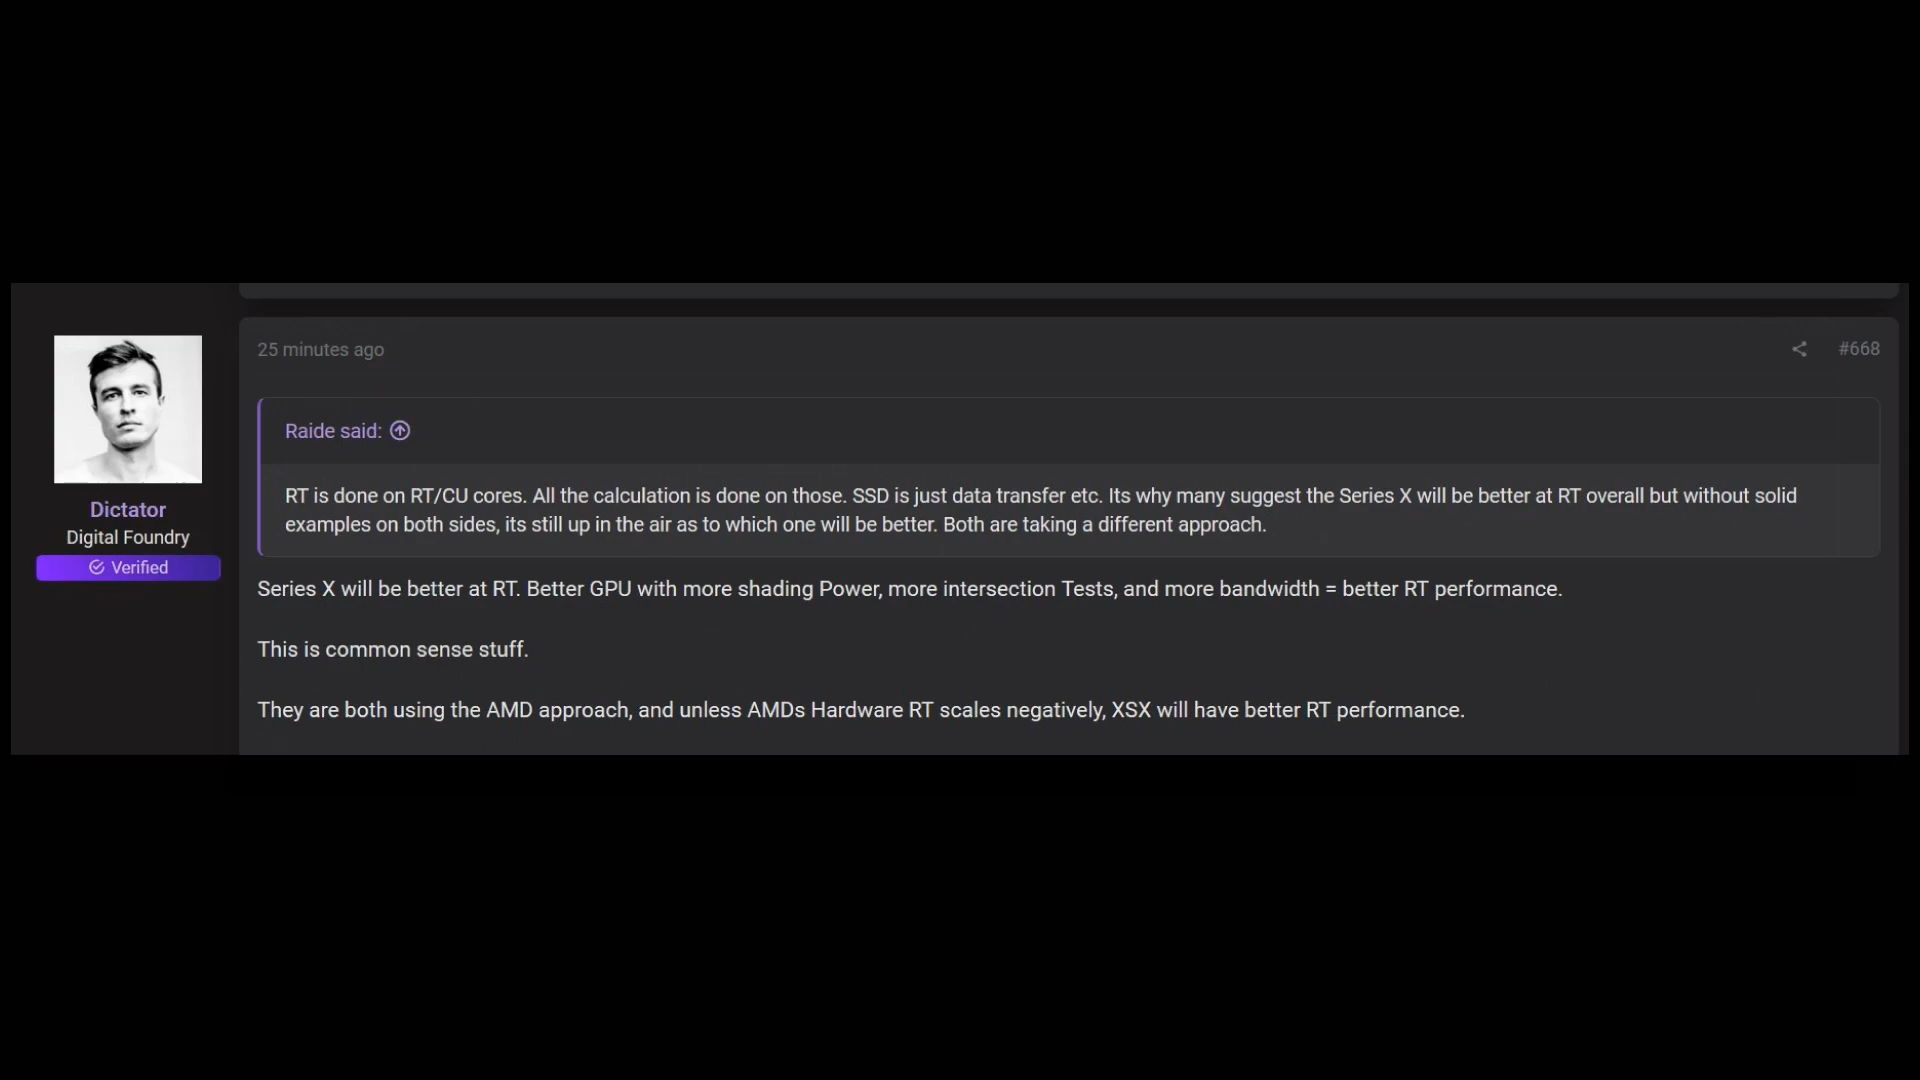 25 minutes ago
#668
Raide said:
RT is done on RT/CU cores. All the calculation is done on those. SSD is just data transfer etc. Its why many suggest the Series X will be better at RT overall but without solid
examples on both sides, its still up in the air as to which one will be better. Both are taking a different approach.
Dictator
Digital Foundry
Verified
Series X will be better at RT. Better GPU with more shading Power, more intersection Tests, and more bandwidth = better RT performance.
This is common sense stuff.
They are both using the AMD approach, and unless AMDs Hardware RT scales negatively, XSX will have better RT performance.